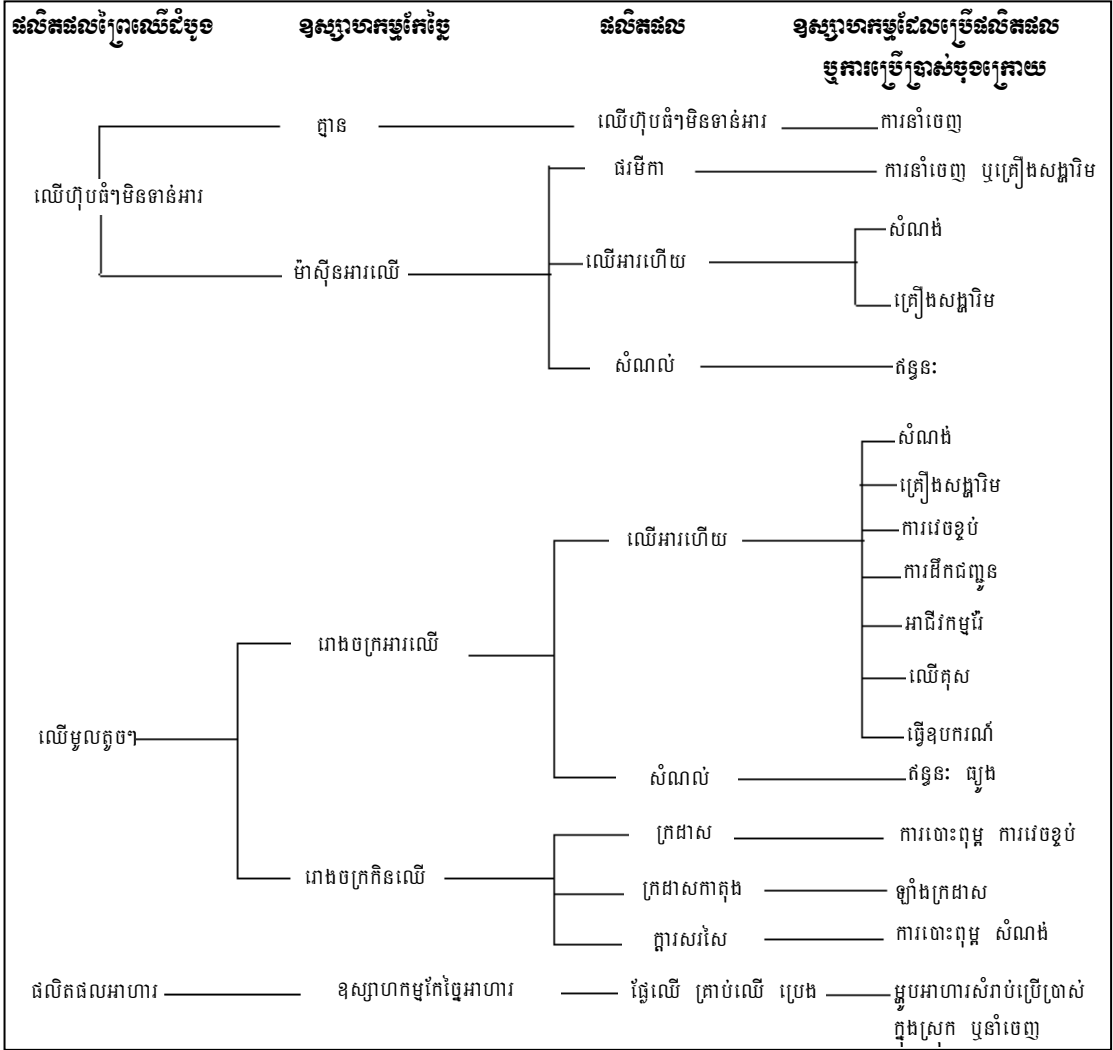 ផលិតផលព្រៃឈើដំបូង ឧស្សាហកម្មកែច្នៃ ផលិតផល ឧស្សាហកម្មដែលប្រើផលិតផល
ឬការប្រើប្រាស់ចុងក្រោយ
គ្មាន ឈើហ៊ុបធំៗមិនទាន់អារ ការនាំចេញ
ផរមីកា ការនាំចេញ ឬគ្រឿងសង្ហារិម
ឈើហ៊ុបធំៗមិនទាន់អារ
សំណង់
ម៉ាស៊ីនអារឈើ ឈើអារហើយ
គ្រឿងសង្ហារិម
សំណល់ ឥន្ធនៈ
សំណង់
គ្រឿងសង្ហារិម
ការវេចខ្ចប់
ឈើអារហើយ
ការដឹកជញ្ជូន
អាជីវកម្មរ៉ែ
រោងចក្រអារឈើ
ឈើគុស
ឈើមូលតូចៗ
ធ្វើឧបករណ៍
សំណល់ ឥន្ធនៈ ធ្យូង
ក្រដាស ការបោះពុម្ព ការវេចខ្ចប់
រោងចក្រកិនឈើ
ក្រដាសកាតុង ឡាំងក្រដាស
ក្តារសរសៃ ការបោះពុម្ព សំណង់
ផលិតផលអាហារ ឧស្សាហកម្មកែច្នៃអាហារ ផ្លែឈើ គ្រាប់ឈើ ប្រេង ម្ហូបអាហារសំរាប់ប្រើប្រាស់
ក្នុងស្រុក ឬនាំចេញ